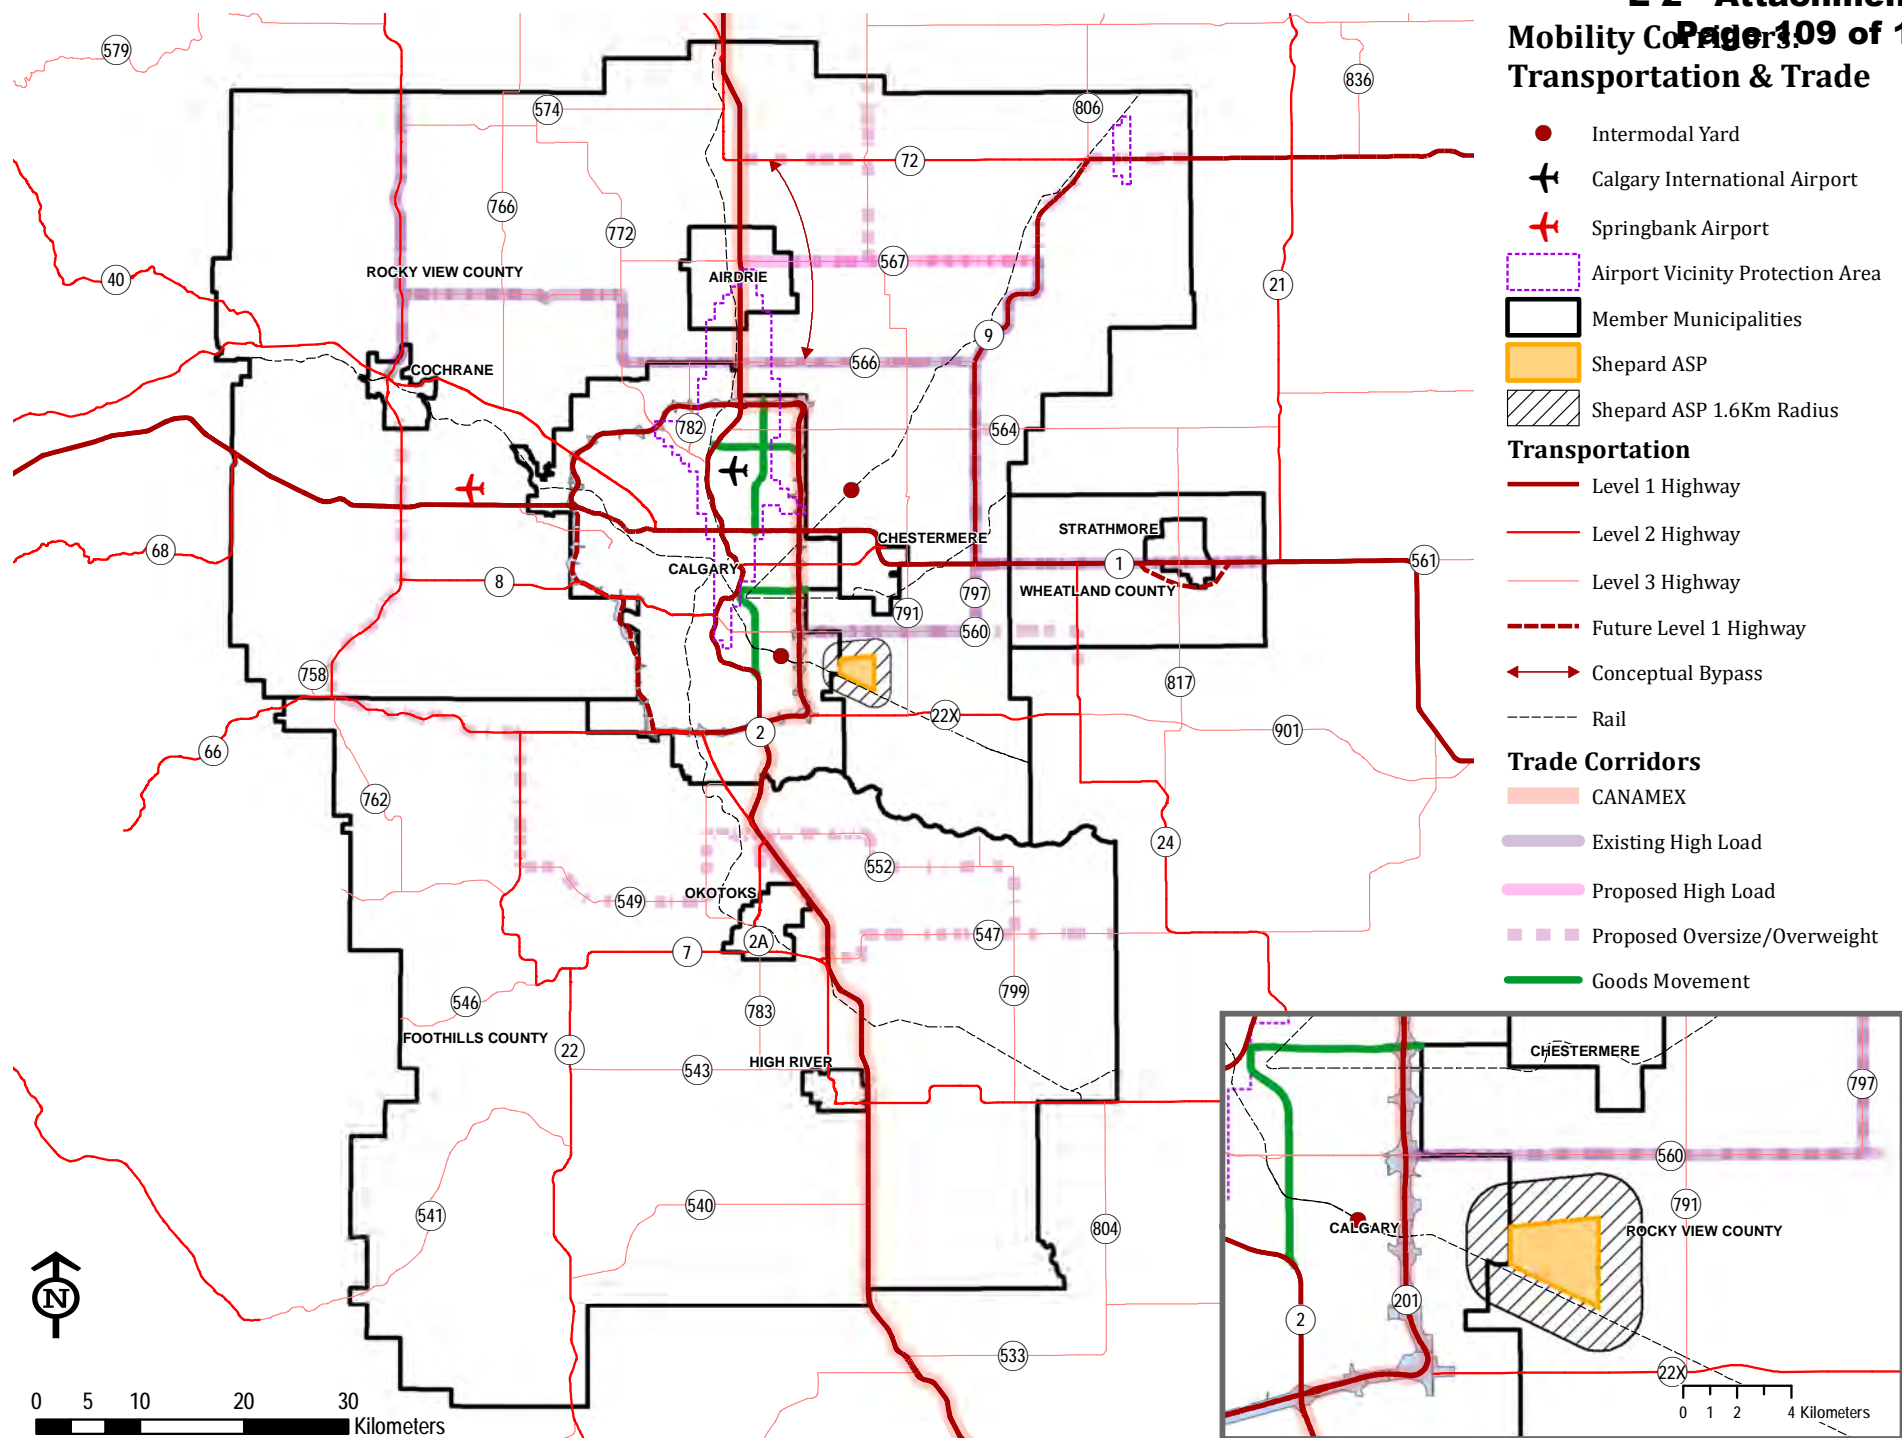 E-2 - Attachment
Page 109 of 1
Mobility Corridors:
Transportation & Trade
Intermodal Yard
Calgary International Airport
Springbank Airport
Airport Vicinity Protection Area
Member Municipalities
Shepard ASP
Shepard ASP 1.6Km Radius
Transportation
Level 1 Highway
Level 2 Highway
Level 3 Highway
Future Level 1 Highway
Conceptual Bypass
Rail
Trade Corridors
CANAMEX
Existing High Load
Proposed High Load
Proposed Oversize/Overweight
Goods Movement
579
574
806
836
72
766
772
ROCKY VIEW COUNTY
567
40
AIRDRIE
21
9
566
COCHRANE
782
564
STRATHMORE
CHESTERMERE
68
CALGARY
1
561
8
WHEATLAND COUNTY
797
791
560
758
817
22X
901
66
2
762
24
552
OKOTOKS
549
547
2A
7
546
799
783
FOOTHILLS COUNTY
22
HIGH RIVER
543
540
541
804
533
N
0 5 10 20 30
Kilometers
CHESTERMERE
797
560
791
CALGARY
ROCKY VIEW COUNTY
201
2
22X
0 1 2 4 Kilometers